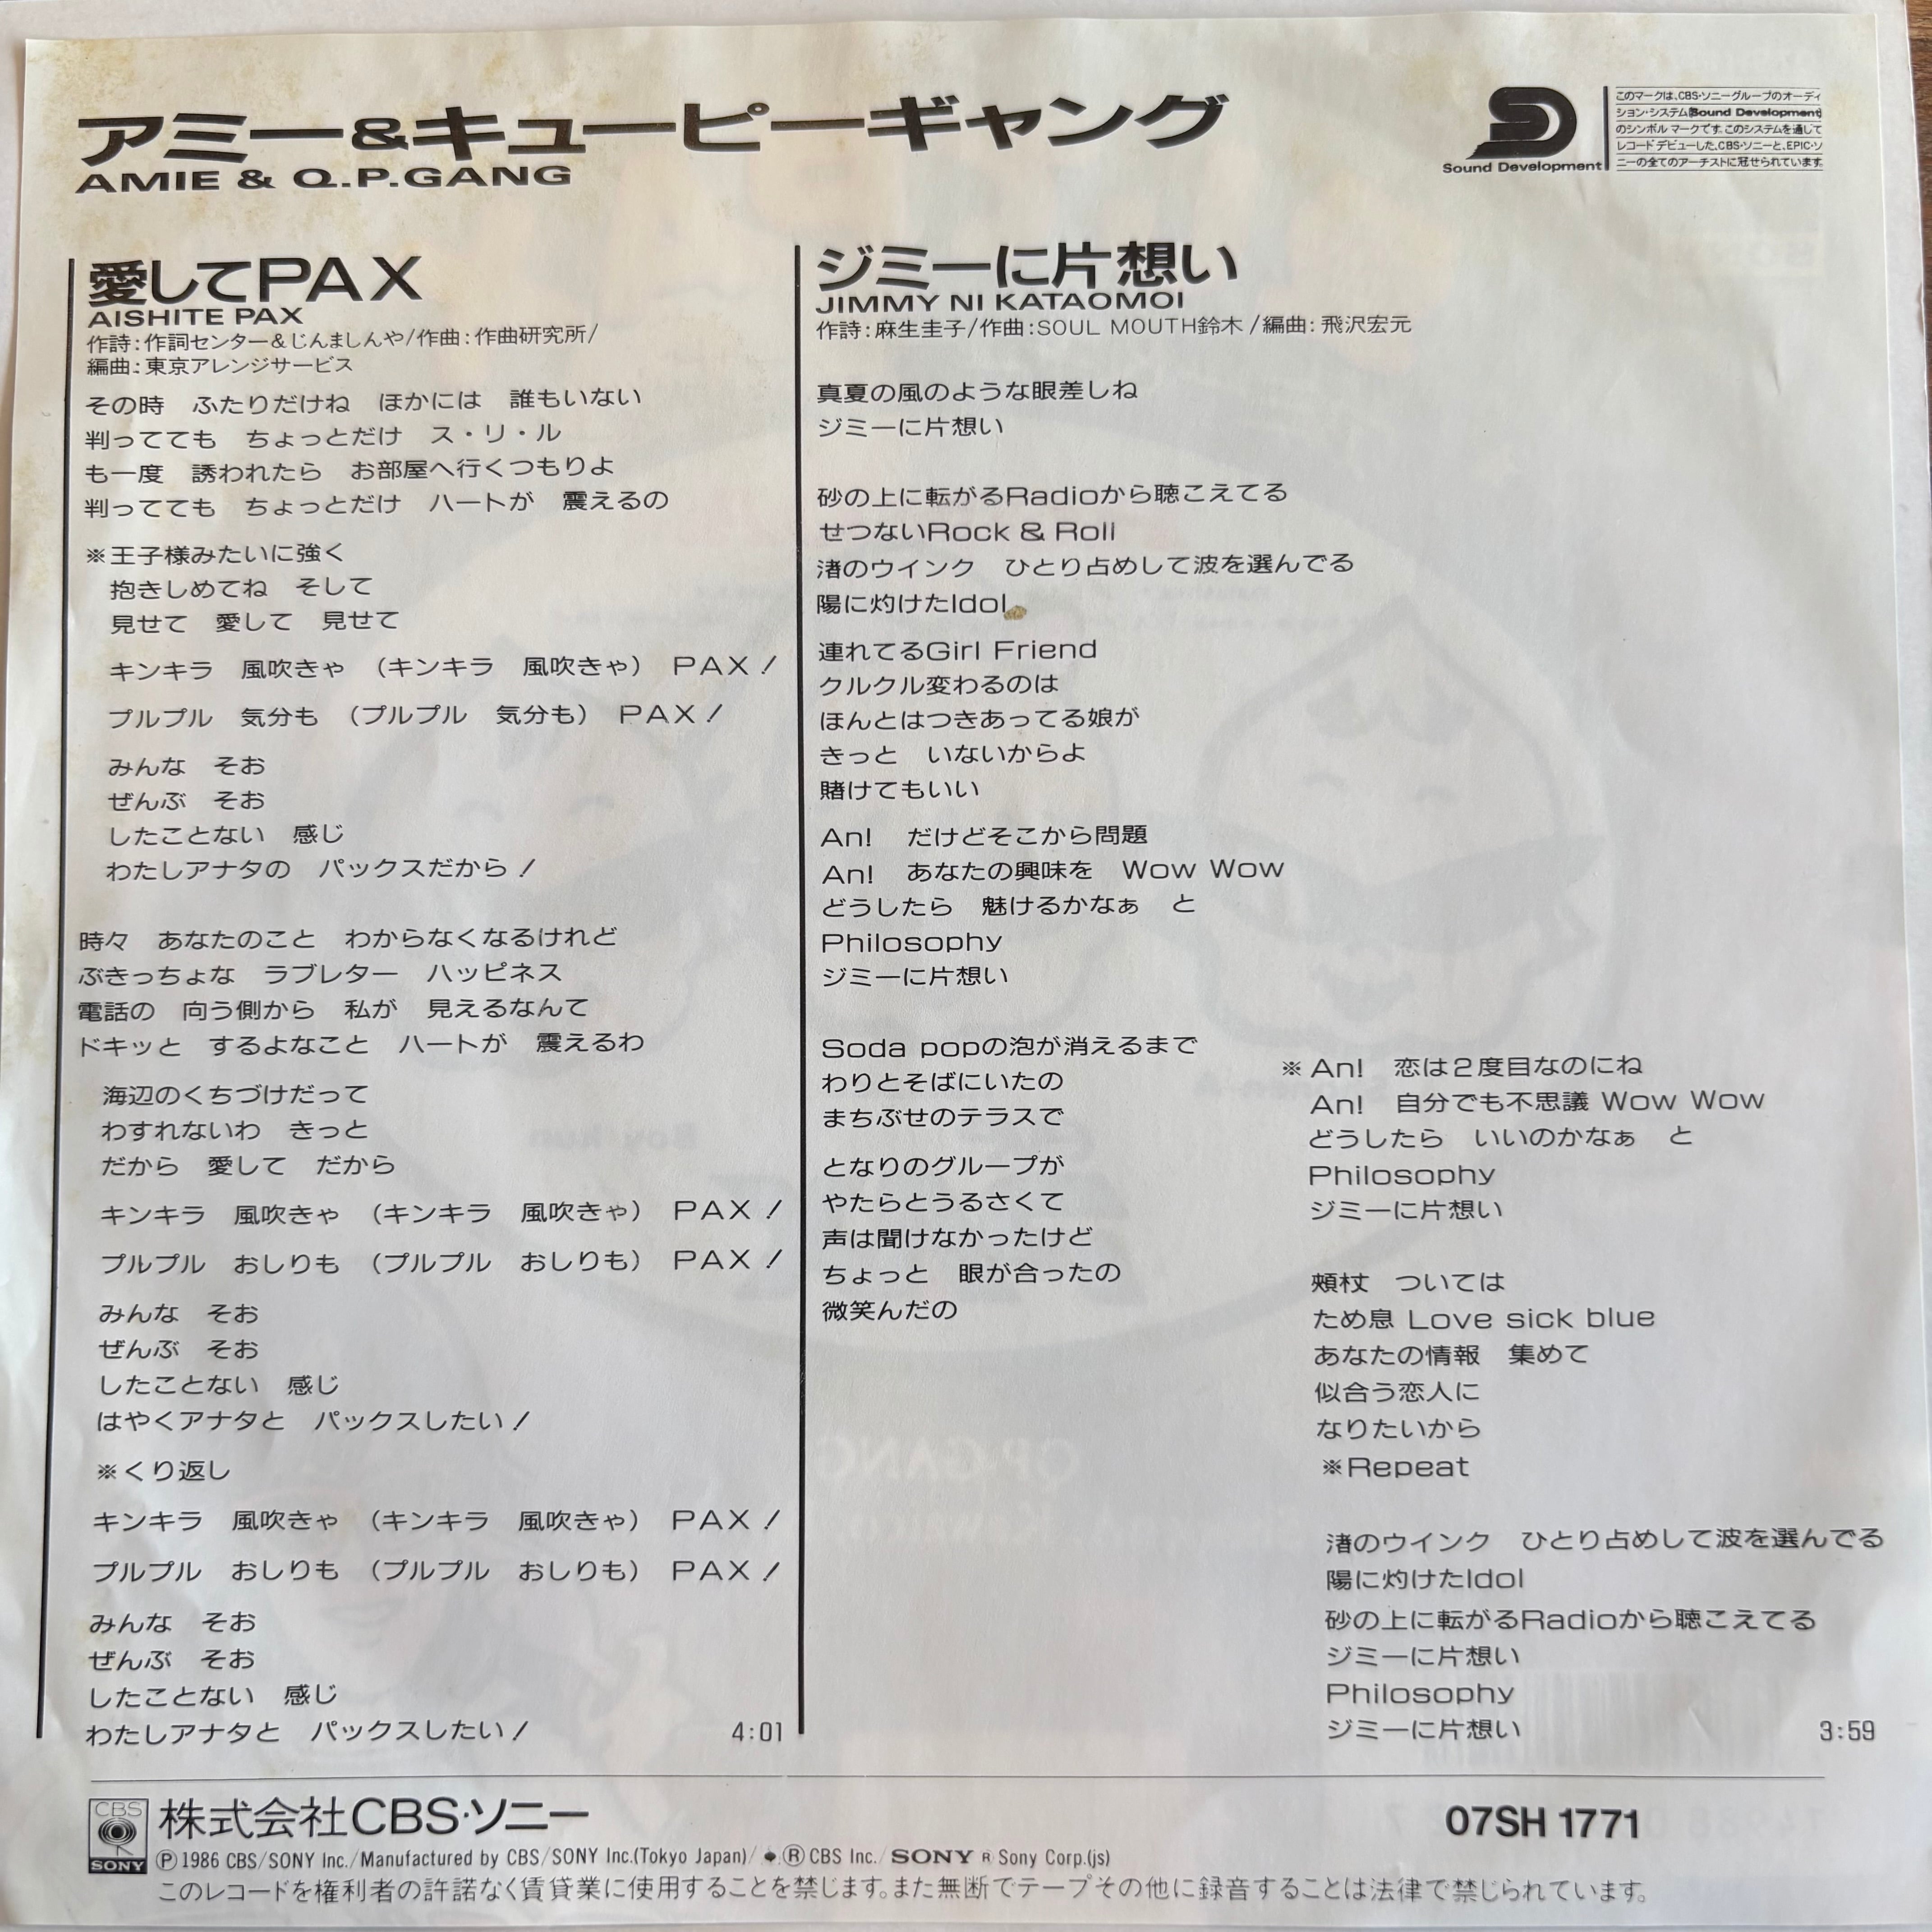 アミー&キューピーギャング
AMIE & Q.P.GANG
Sound Development
このマークは、CBS・ソニーグループのオーディ
ション・システム(Sound Development)
のシンボルマークです。このシステムを通じて
レコードデビューした、CBS・ソニーと、EPIC・ソ
ニーの全てのアーチストに冠せられています。
愛してPAX
AISHITE PAX
作詩:作詞センター&じんましんや/作曲:作曲研究所/
編曲:東京アレンジサービス
その時 ふたりだけね ほかには 誰もいない
判ってても ちょっとだけ ス・リ・ル
も一度 誘われたら お部屋へ行くつもりよ
判ってても ちょっとだけ ハートが 震えるの
※王子様みたいに強く
抱きしめてね そして
見せて 愛して 見せて
キンキラ 風吹きゃ (キンキラ 風吹きゃ) PAX!
プルプル 気分も (プルプル 気分も) PAX!
みんな そお
ぜんぶ そお
したことない 感じ
わたしアナタの パックスだから!
時々 あなたのこと わからなくなるけれど
ぶきっちょな ラブレター ハッピネス
電話の 向う側から 私が 見えるなんて
ドキッと するよなこと ハートが 震えるわ
海辺のくちづけだって
わすれないわ きっと
だから 愛して だから
キンキラ 風吹きゃ (キンキラ 風吹きゃ) PAX!
プルプル おしりも (プルプル おしりも) PAX!
みんな そお
ぜんぶ そお
したことない 感じ
はやくアナタと パックスしたい!
※くり返し
キンキラ 風吹きゃ (キンキラ 風吹きゃ) PAX!
プルプル おしりも (プルプル おしりも) PAX!
みんな そお
ぜんぶ そお
したことない 感じ
わたしアナタと パックスしたい!
4:01
ジミーに片想い
JIMMY NI KATAOMOI
作詩:麻生圭子/作曲:SOUL MOUTH鈴木/編曲:飛沢宏元
真夏の風のような眼差しね
ジミーに片想い
砂の上に転がるRadioから聴こえてる
せつないRock & Roll
渚のウインク ひとり占めして波を選んでる
陽に灼けたIdol
連れてるGirl Friend
クルクル変わるのは
ほんとはつきあってる娘が
きっと いないからよ
賭けてもいい
An! だけどそこから問題
An! あなたの興味を Wow Wow
どうしたら 魅けるかなぁ と
Philosophy
ジミーに片想い
Soda popの泡が消えるまで
わりとそばにいたの
まちぶせのテラスで
となりのグループが
やたらとうるさくて
声は聞けなかったけど
ちょっと 眼が合ったの
微笑んだの
※An! 恋は2度目なのにね
An! 自分でも不思議 Wow Wow
どうしたら いいのかなぁ と
Philosophy
ジミーに片想い
頬杖 ついては
ため息 Love sick blue
あなたの情報 集めて
似合う恋人に
なりたいから
※Repeat
渚のウインク ひとり占めして波を選んでる
陽に灼けたIdol
砂の上に転がるRadioから聴こえてる
ジミーに片想い
Philosophy
ジミーに片想い
3:59
CBS
SONY
株式会社CBS・ソニー
07SH 1771
Ⓟ1986 CBS/SONY Inc./Manufactured by CBS/SONY Inc.(Tokyo Japan)/ ®CBS Inc./ SONY ® Sony Corp.(js)
このレコードを権利者の許諾なく賃貸業に使用することを禁じます。また無断でテープその他に録音することは法律で禁じられています。